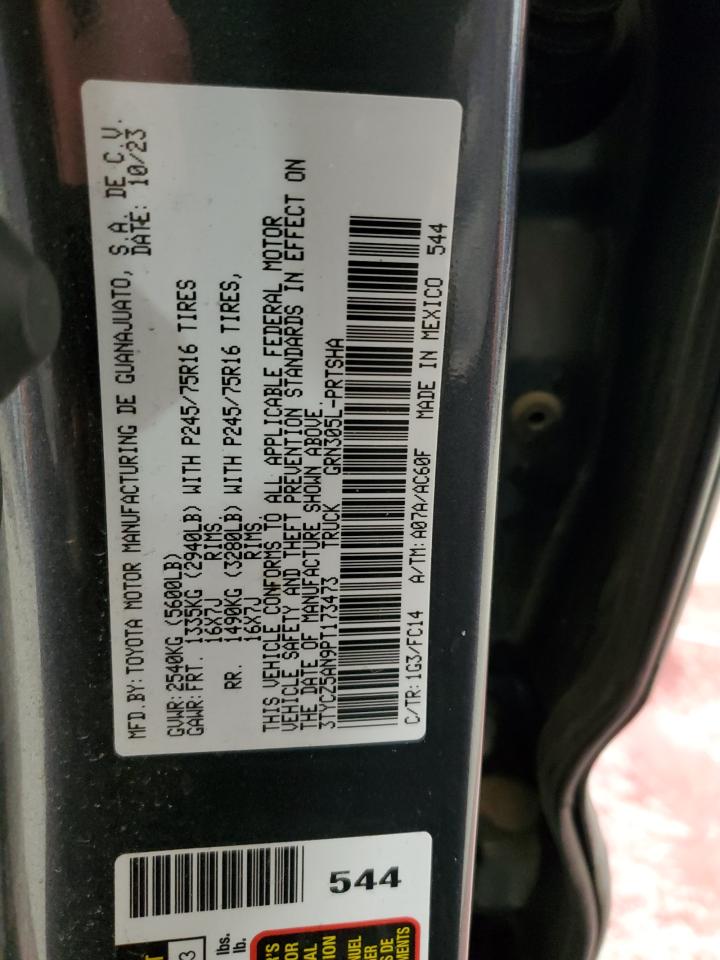 MFD.BY: TOYOTA MOTOR MANUFACTURING DE GUANAJUATO, S.A. DE C.V.
DATE: 10/23
GVWR: 2540KG (5600LB)
GAWR: FRT. 1335KG (2940LB) WITH P245/75R16 TIRES
16X7J RIMS,
RR. 1490KG (3280LB) WITH P245/75R16 TIRES,
16X7J RIMS
THIS VEHICLE CONFORMS TO ALL APPLICABLE FEDERAL MOTOR
VEHICLE SAFETY AND THEFT PREVENTION STANDARDS IN EFFECT ON
THE DATE OF MANUFACTURE SHOWN ABOVE.
3TYCZ5AN9PT173473 TRUCK GRN305L-PRTSHA
C/TR: 1G3/FC14 A/TM: A07A/AC60F MADE IN MEXICO 544
544
3
lbs.
lb.